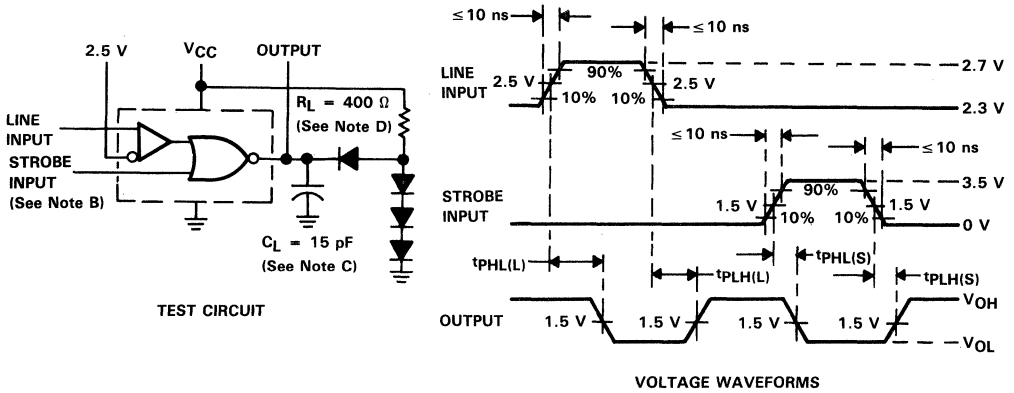 2.5 V
VCC
OUTPUT
RL = 400 Ω
(See Note D)
LINE
INPUT
STROBE
INPUT
(See Note B)
CL = 15 pF
(See Note C)
TEST CIRCUIT
≤ 10 ns
≤ 10 ns
LINE
INPUT
2.5 V
90%
2.5 V
10%
10%
2.7 V
2.3 V
≤ 10 ns
≤ 10 ns
STROBE
INPUT
1.5 V
90%
1.5 V
10%
10%
3.5 V
0 V
tPHL(L)
tPLH(L)
tPHL(S)
tPLH(S)
OUTPUT
1.5 V
1.5 V
1.5 V
1.5 V
VOH
VOL
VOLTAGE WAVEFORMS